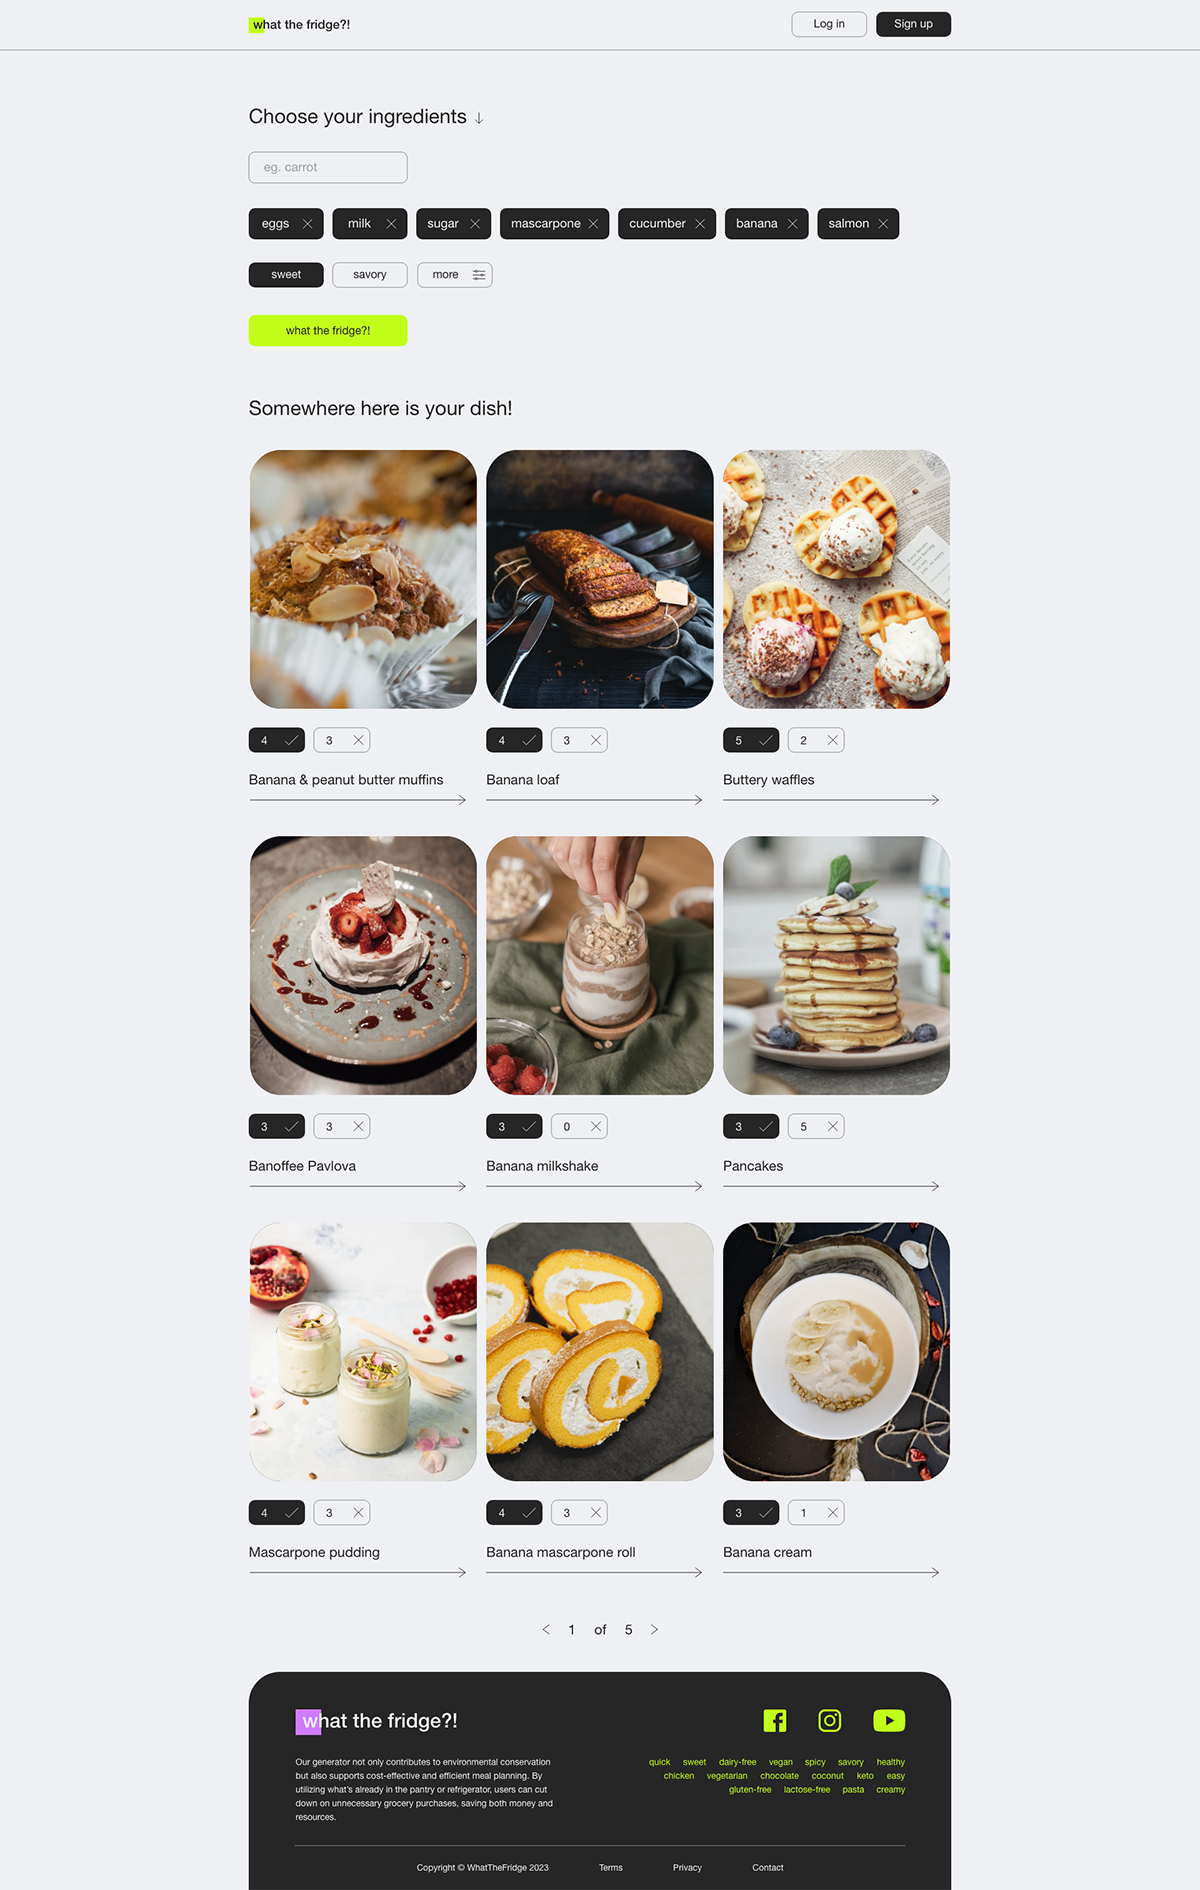 what the fridge?!
Log in
Sign up
Choose your ingredients ↓
eg. carrot
eggs milk sugar mascarpone cucumber banana salmon
sweet savory more
what the fridge?!
Somewhere here is your dish!
4 3 4 3 5 2
Banana & peanut butter muffins
Banana loaf
Buttery waffles
3 3 3 0 3 5
Banoffee Pavlova
Banana milkshake
Pancakes
4 3 4 3 3 1
Mascarpone pudding
Banana mascarpone roll
Banana cream
< 1 of 5 >
what the fridge?!
Our generator not only contributes to environmental conservation
but also supports cost-effective and efficient meal planning. By
utilizing what's already in the pantry or refrigerator, users can cut
down on unnecessary grocery purchases, saving both money and
resources.
quick sweet dairy-free vegan spicy savory healthy
chicken vegetarian chocolate coconut keto easy
gluten-free lactose-free pasta creamy
Copyright © WhatTheFridge 2023 Terms Privacy Contact